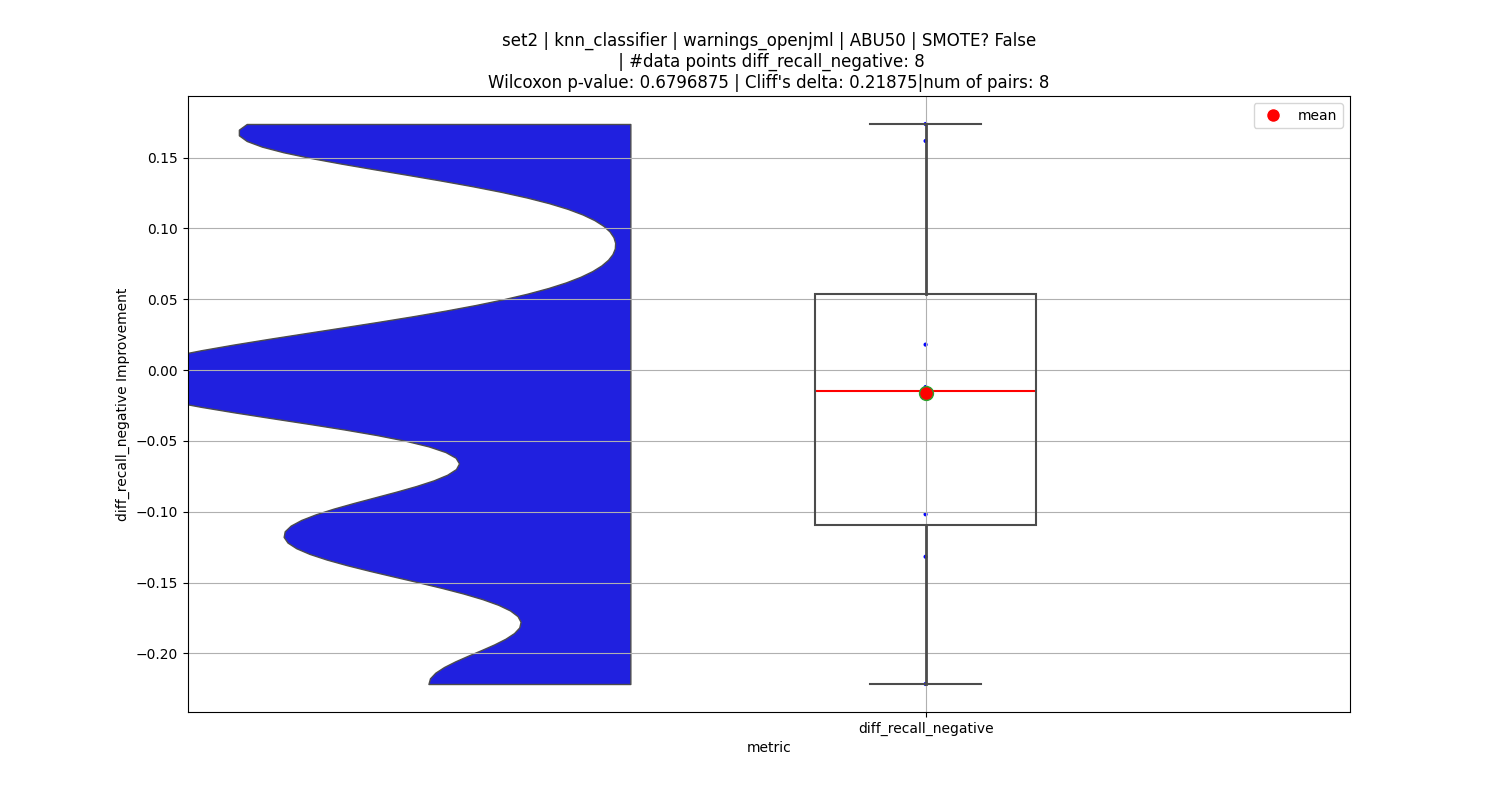 set2 | knn_classifier | warnings_openjml | ABU50 | SMOTE? False
| #data points diff_recall_negative: 8
Wilcoxon p-value: 0.6796875 | Cliff's delta: 0.21875|num of pairs: 8
mean
0.15
0.10
0.05
0.00
−0.05
−0.10
−0.15
−0.20
diff_recall_negative Improvement
diff_recall_negative
metric